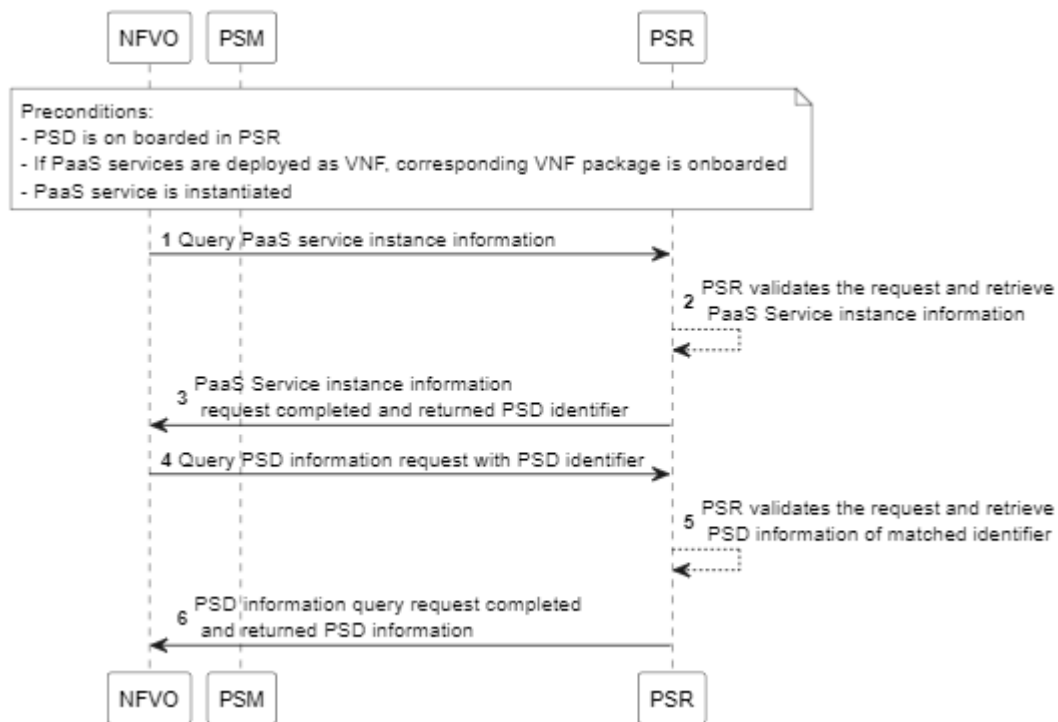 NFVO PSM PSR
Preconditions:
- PSD is on boarded in PSR
- If PaaS services are deployed as VNF, corresponding VNF package is onboarded
- PaaS service is instantiated
1 Query PaaS service instance information
2 PSR validates the request and retrieve
PaaS Service instance information
3 PaaS Service instance information
request completed and returned PSD identifier
4 Query PSD information request with PSD identifier
5 PSR validates the request and retrieve
PSD information of matched identifier
6 PSD information query request completed
and returned PSD information
NFVO PSM PSR